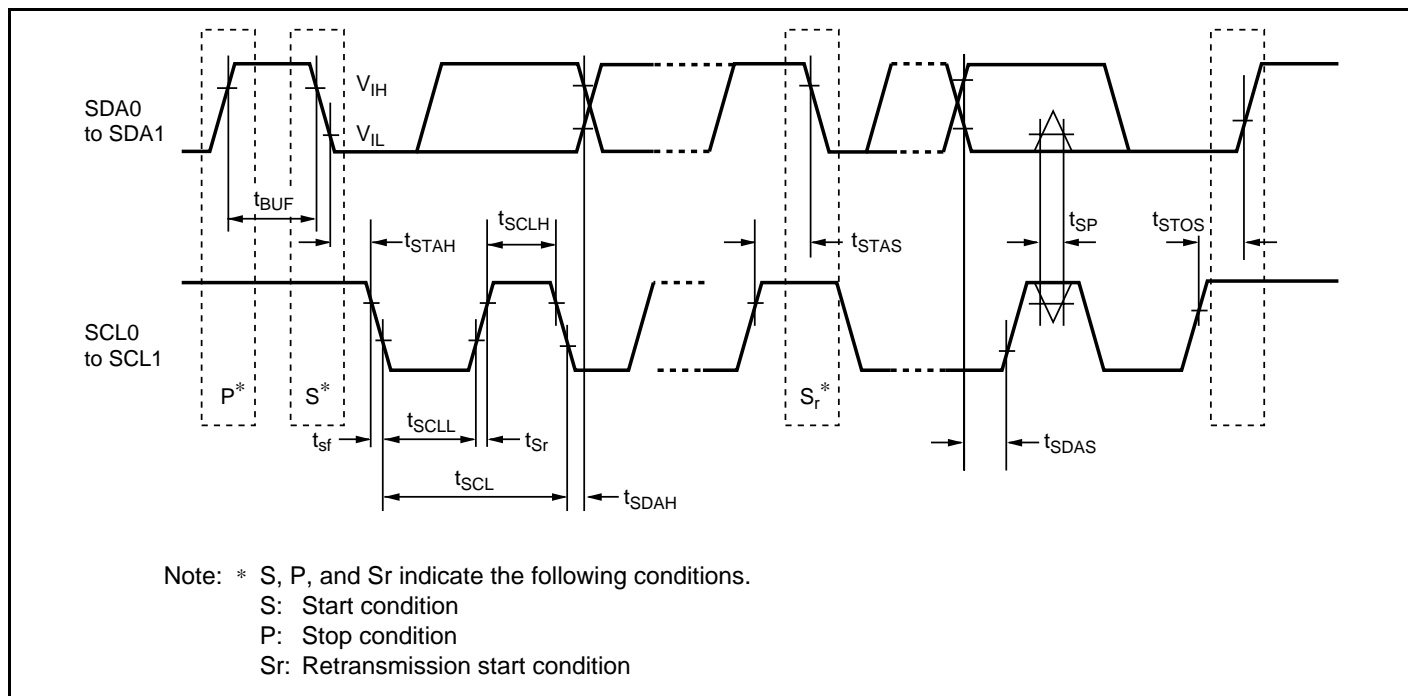 SDA0
to SDA1
V_IH
V_IL
t_BUF
t_STAH
t_SCLH
t_STAS
t_SP
t_STOS
SCL0
to SCL1
P*
S*
S_r*
t_sf
t_SCLL
t_Sr
t_SDAS
t_SCL
t_SDAH
Note: * S, P, and Sr indicate the following conditions.
S: Start condition
P: Stop condition
Sr: Retransmission start condition